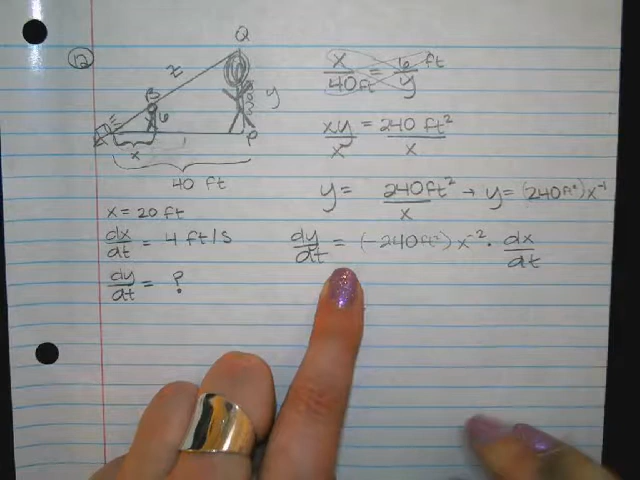 12
Q
z
B
6
y
x
P
40 ft
x = 20 ft
dx/dt = 4 ft/s
dy/dt = ?
x/40ft = 6 ft/y
xy/x = 240 ft²/x
y = 240ft²/x → y = (240ft²)x⁻¹
dy/dt = (-240ft²)x⁻² · dx/dt